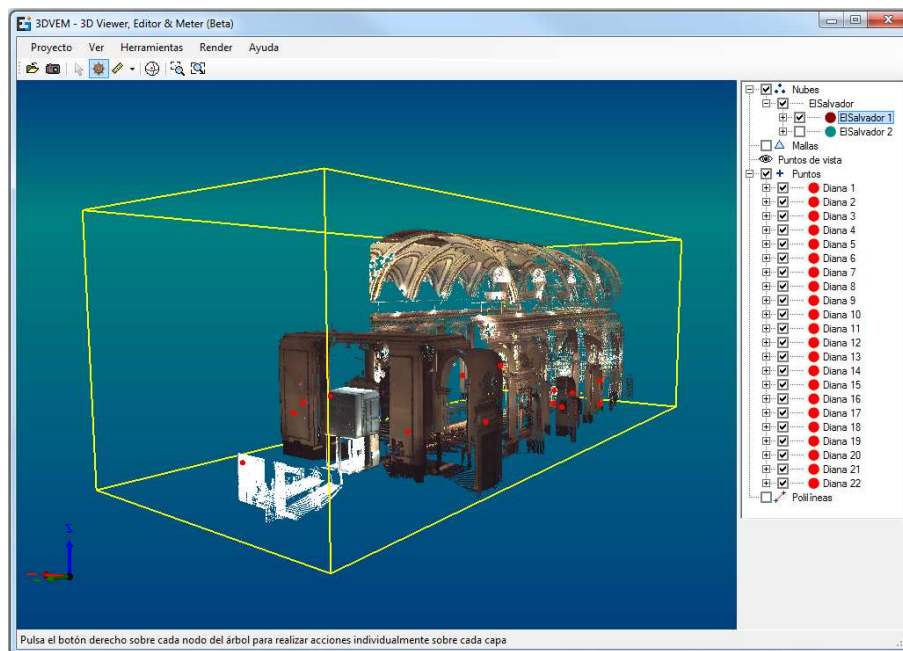 3DVEM - 3D Viewer, Editor & Meter (Beta)
Proyecto Ver Herramientas Render Ayuda
Nubes
ElSalvador
ElSalvador 1
ElSalvador 2
Mallas
Puntos de vista
Puntos
Diana 1
Diana 2
Diana 3
Diana 4
Diana 5
Diana 6
Diana 7
Diana 8
Diana 9
Diana 10
Diana 11
Diana 12
Diana 13
Diana 14
Diana 15
Diana 16
Diana 17
Diana 18
Diana 19
Diana 20
Diana 21
Diana 22
Polilíneas
Z
Pulsa el botón derecho sobre cada nodo del árbol para realizar acciones individualmente sobre cada capa